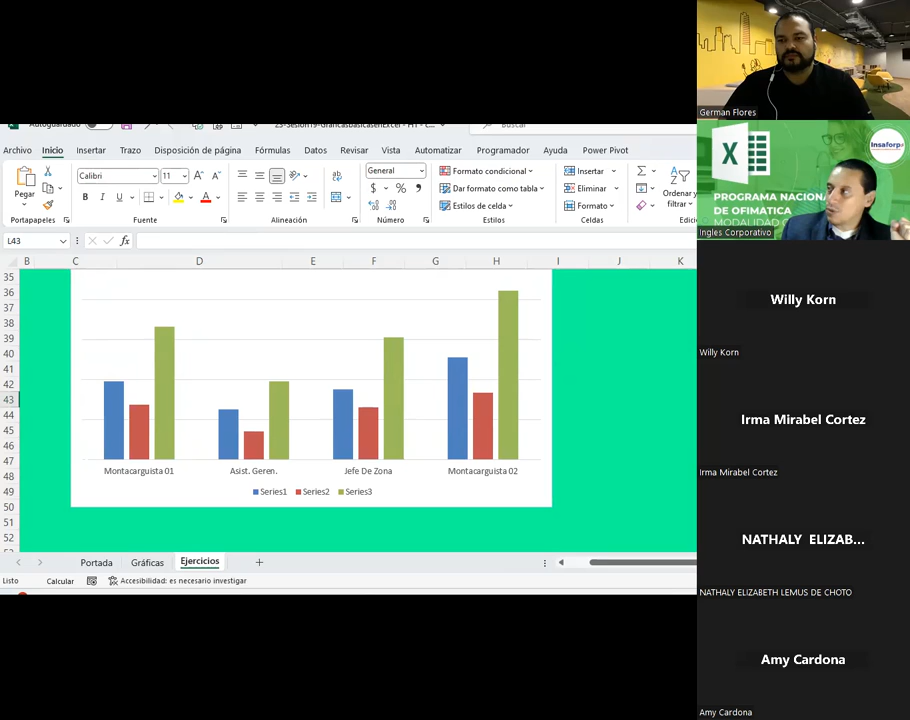 Autoguardado
23-Sesion19-GraficasBasicasenExcel - HT - C...
Buscar
Archivo Inicio Insertar Trazo Disposición de página Fórmulas Datos Revisar Vista Automatizar Programador Ayuda Power Pivot
Pegar
Calibri 11
General
Formato condicional
Dar formato como tabla
Estilos de celda
Insertar
Eliminar
Formato
Ordenar y
filtrar
Portapapeles Fuente Alineación Número Estilos Celdas Edici
L43
fx
B C D E F G H I J K
35
36
37
38
39
40
41
42
43
44
45
46
47
48
49
50
51
52
Montacarguista 01 Asist. Geren. Jefe De Zona Montacarguista 02
Series1 Series2 Series3
Portada Gráficas Ejercicios
Listo Calcular Accesibilidad: es necesario investigar
German Flores
Insaforp
PROGRAMA NACIONA
DE OFIMATICA
MODALIDAD
Ingles Corporativo
Willy Korn
Willy Korn
Irma Mirabel Cortez
Irma Mirabel Cortez
NATHALY ELIZAB...
NATHALY ELIZABETH LEMUS DE CHOTO
Amy Cardona
Amy Cardona